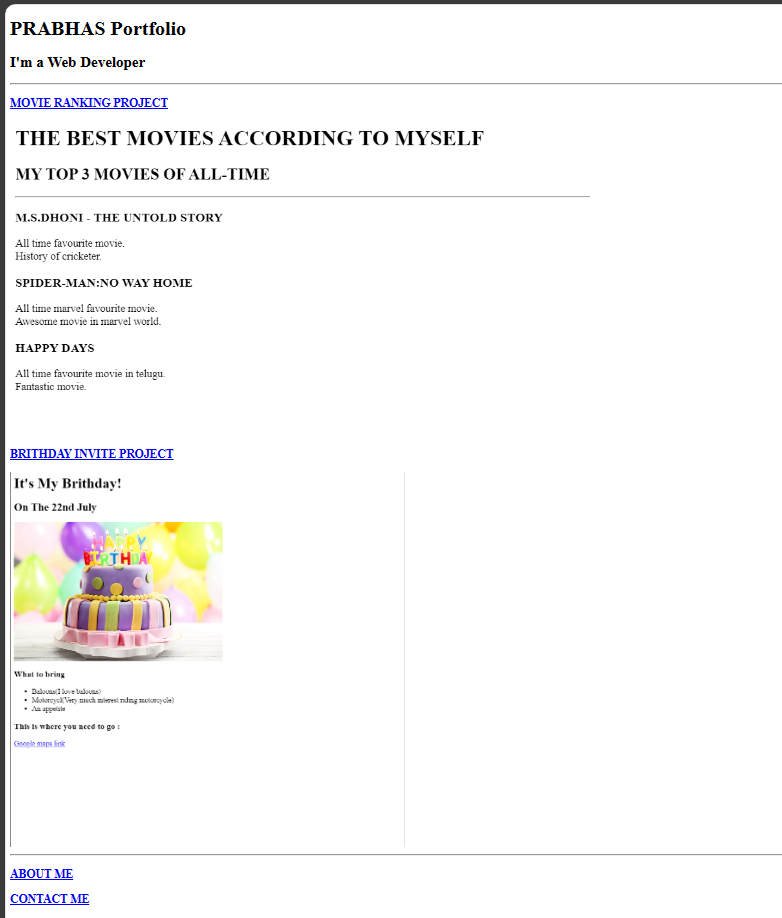 PRABHAS Portfolio
I'm a Web Developer
MOVIE RANKING PROJECT
THE BEST MOVIES ACCORDING TO MYSELF
MY TOP 3 MOVIES OF ALL-TIME
M.S.DHONI - THE UNTOLD STORY
All time favourite movie.
History of cricketer.
SPIDER-MAN:NO WAY HOME
All time marvel favourite movie.
Awesome movie in marvel world.
HAPPY DAYS
All time favourite movie in telugu.
Fantastic movie.
BRITHDAY INVITE PROJECT
It's My Brithday!
On The 22nd July
HAPPY
BIRTHDAY
What to bring
• Baloons(I love baloons)
• Motorcycl(Very much interest riding motorcycle)
• An appetite
This is where you need to go :
Google maps link
ABOUT ME
CONTACT ME